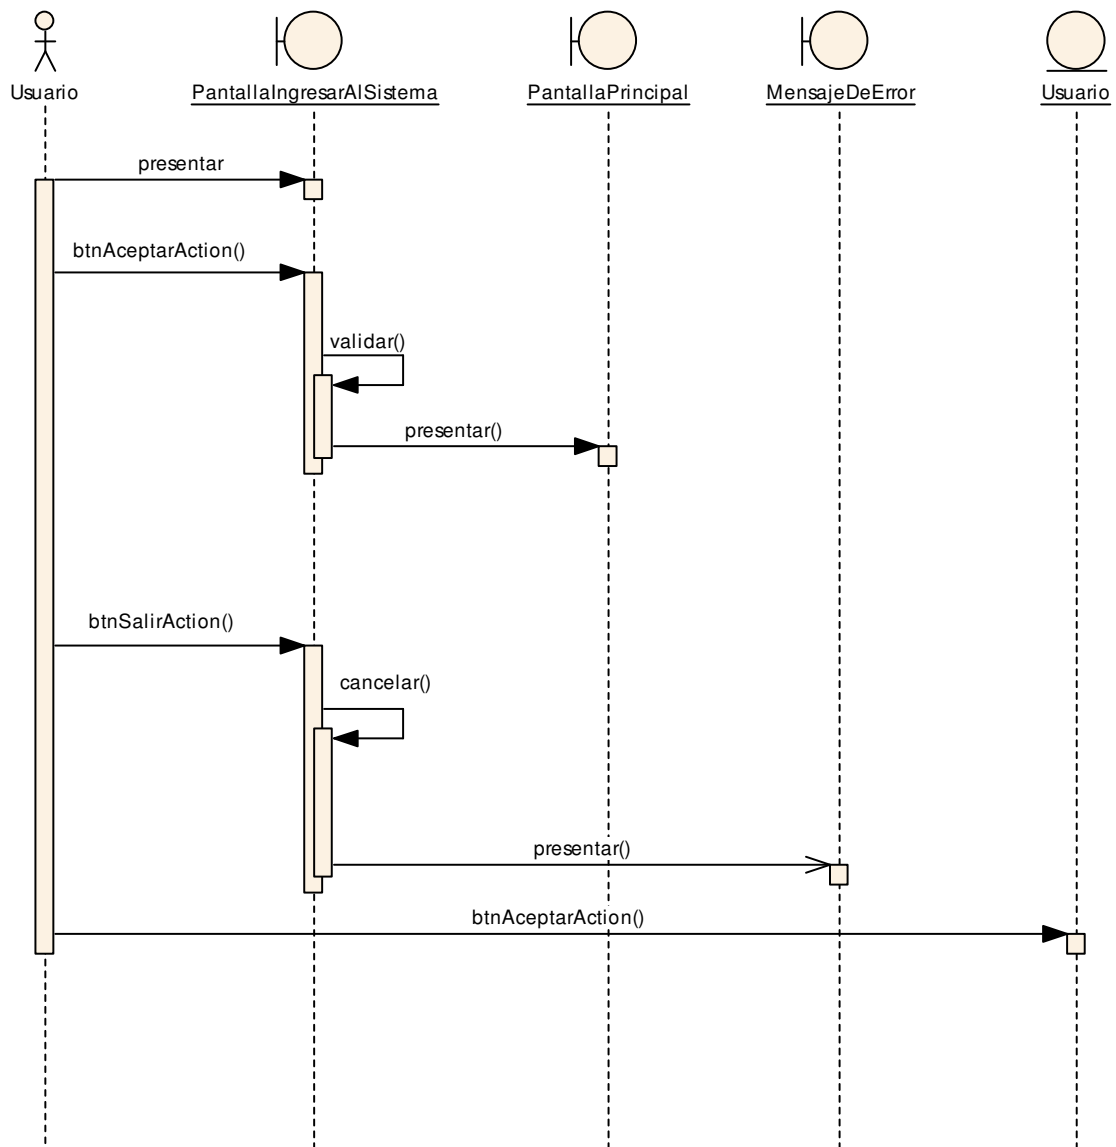 Usuario
PantallaIngresarAlSistema
PantallaPrincipal
MensajeDeError
Usuario
presentar
btnAceptarAction()
validar()
presentar()
btnSalirAction()
cancelar()
presentar()
btnAceptarAction()